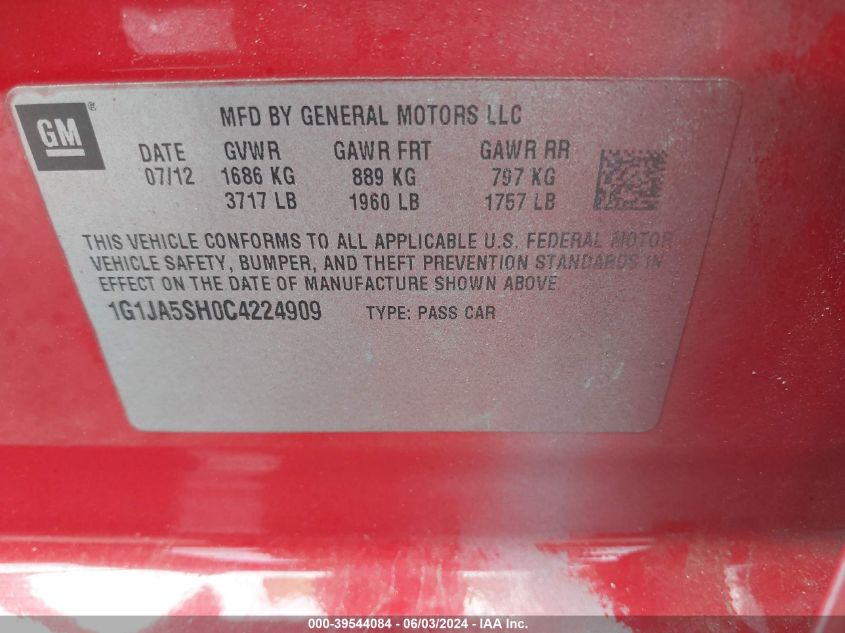 GM®
MFD BY GENERAL MOTORS LLC
DATE GVWR GAWR FRT GAWR RR
07/12 1686 KG 889 KG 797 KG
3717 LB 1960 LB 1757 LB
THIS VEHICLE CONFORMS TO ALL APPLICABLE U.S. FEDERAL MOTOR
VEHICLE SAFETY, BUMPER, AND THEFT PREVENTION STANDARDS IN
EFFECT ON THE DATE OF MANUFACTURE SHOWN ABOVE.
1G1JA5SH0C4224909 TYPE: PASS CAR
000-39544084 - 06/03/2024 - IAA Inc.